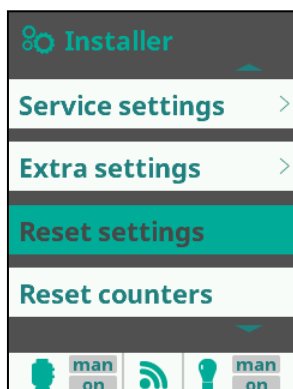 Installer
Service settings
Extra settings
Reset settings
Reset counters
man man
on on